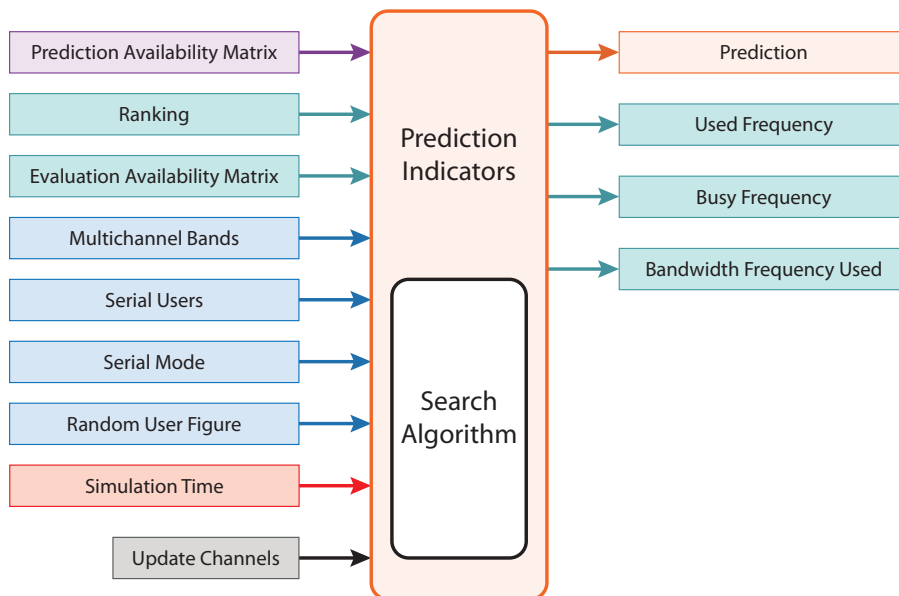 Prediction Availability Matrix
Ranking
Evaluation Availability Matrix
Multichannel Bands
Serial Users
Serial Mode
Random User Figure
Simulation Time
Update Channels
Prediction
Indicators
Search
Algorithm
Prediction
Used Frequency
Busy Frequency
Bandwidth Frequency Used